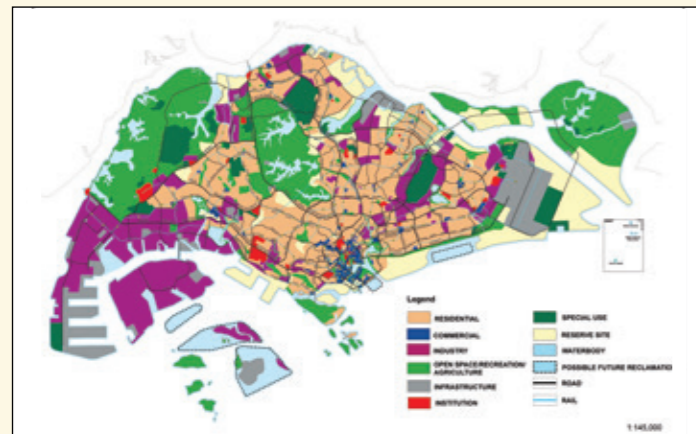 Legend
RESIDENTIAL
COMMERCIAL
INDUSTRY
OPEN SPACE/RECREATION/
AGRICULTURE
INFRASTRUCTURE
INSTITUTION
SPECIAL USE
RESERVE SITE
WATERBODY
POSSIBLE FUTURE RECLAMATIO
ROAD
RAIL
1:145,000